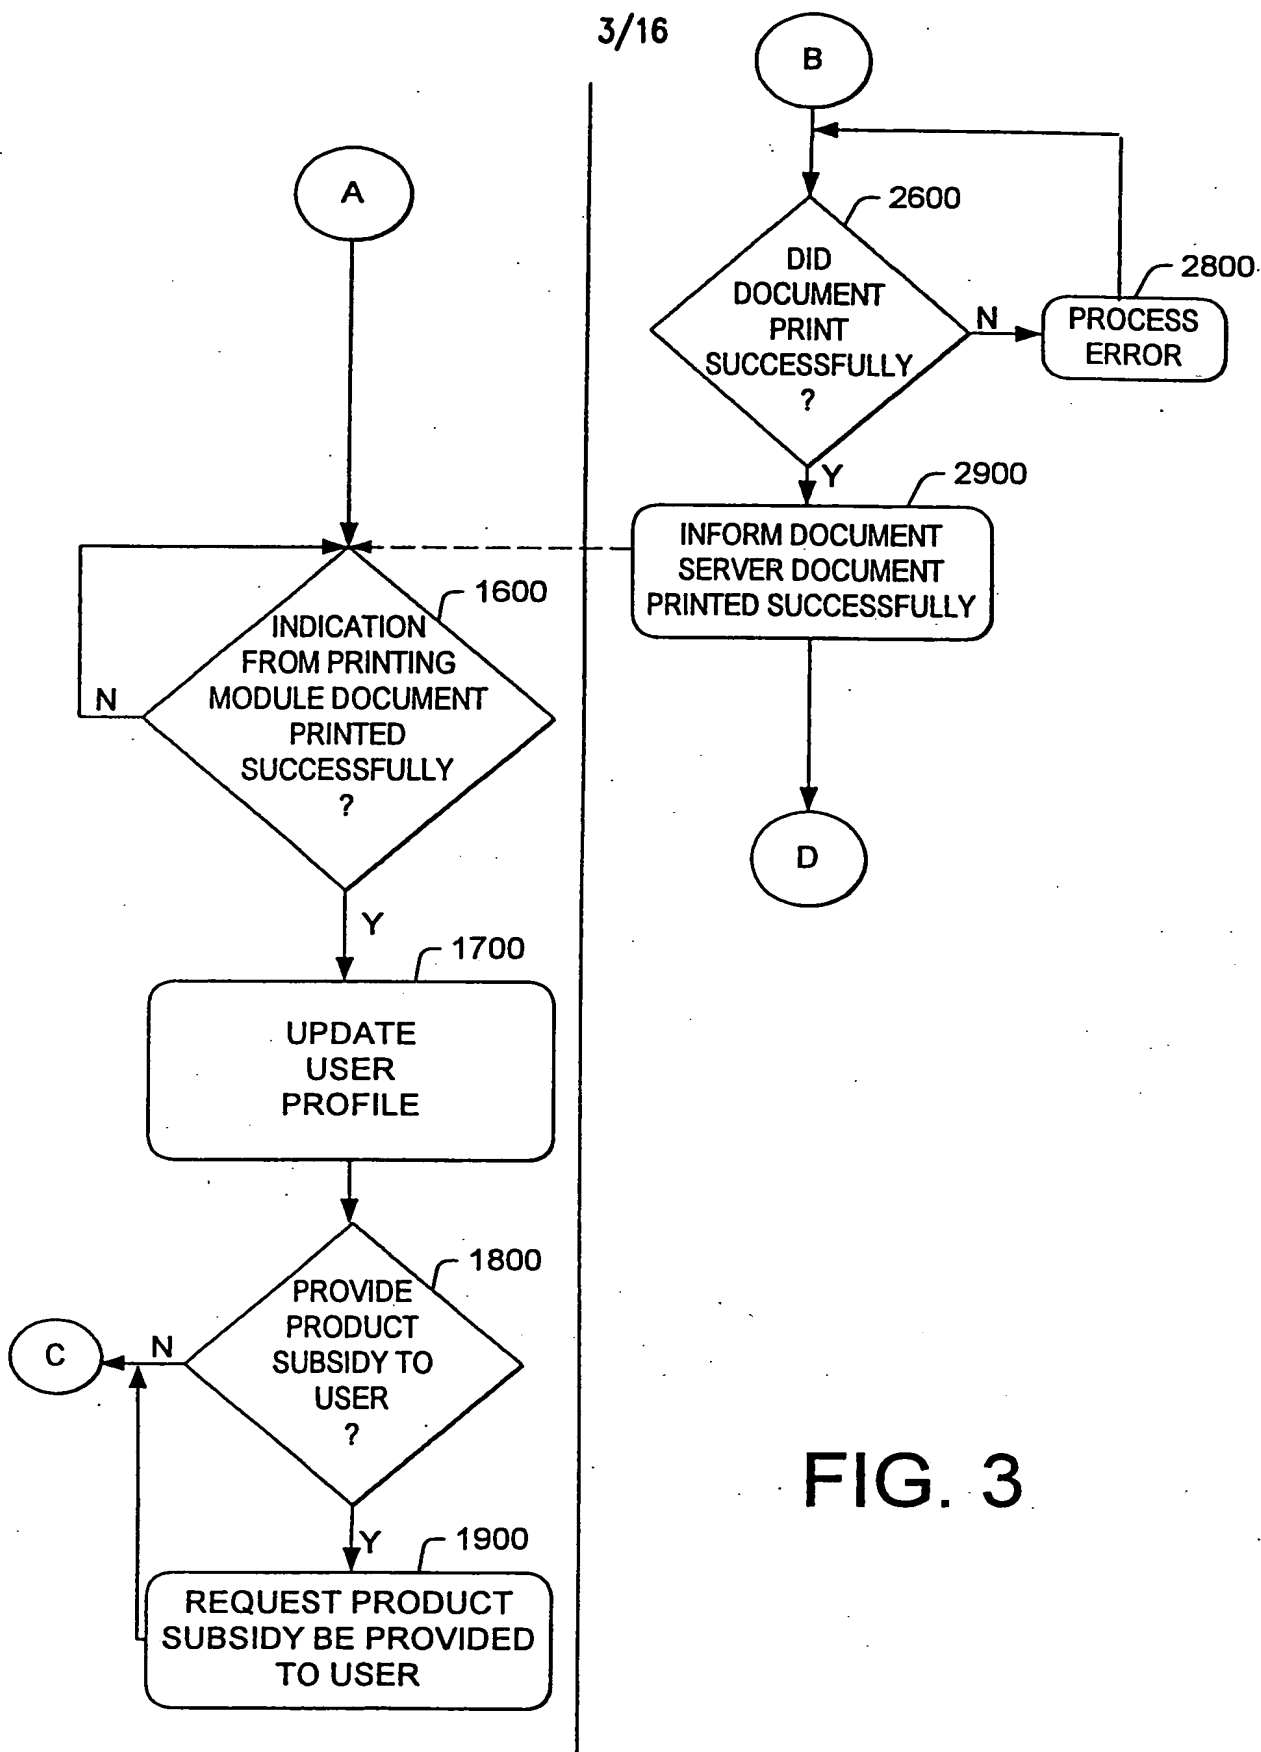 3/16
B
A
2600
DID
DOCUMENT
PRINT
SUCCESSFULLY
?
N
2800
PROCESS
ERROR
Y
2900
INFORM DOCUMENT
SERVER DOCUMENT
PRINTED SUCCESSFULLY
D
1600
INDICATION
FROM PRINTING
MODULE DOCUMENT
PRINTED
SUCCESSFULLY
?
N
Y
1700
UPDATE
USER
PROFILE
1800
PROVIDE
PRODUCT
SUBSIDY TO
USER
?
N
C
Y
1900
REQUEST PRODUCT
SUBSIDY BE PROVIDED
TO USER
FIG. 3